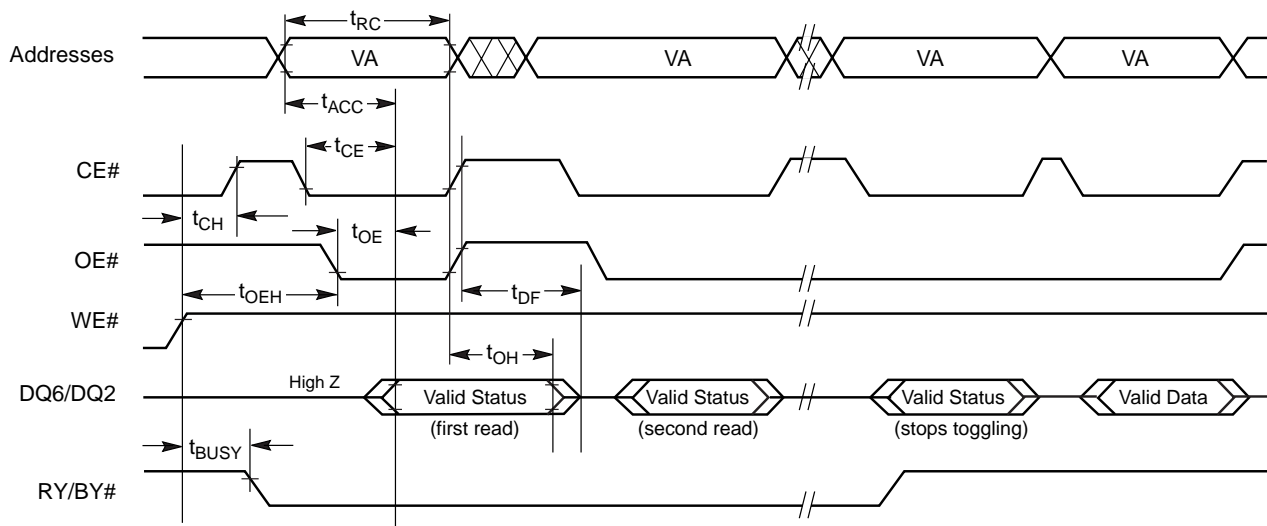 tRC
Addresses VA VA VA VA
tACC
tCE
CE#
tCH tOE
OE#
tOEH tDF
WE#
tOH
DQ6/DQ2 High Z Valid Status Valid Status Valid Status Valid Data
(first read) (second read) (stops toggling)
tBUSY
RY/BY#